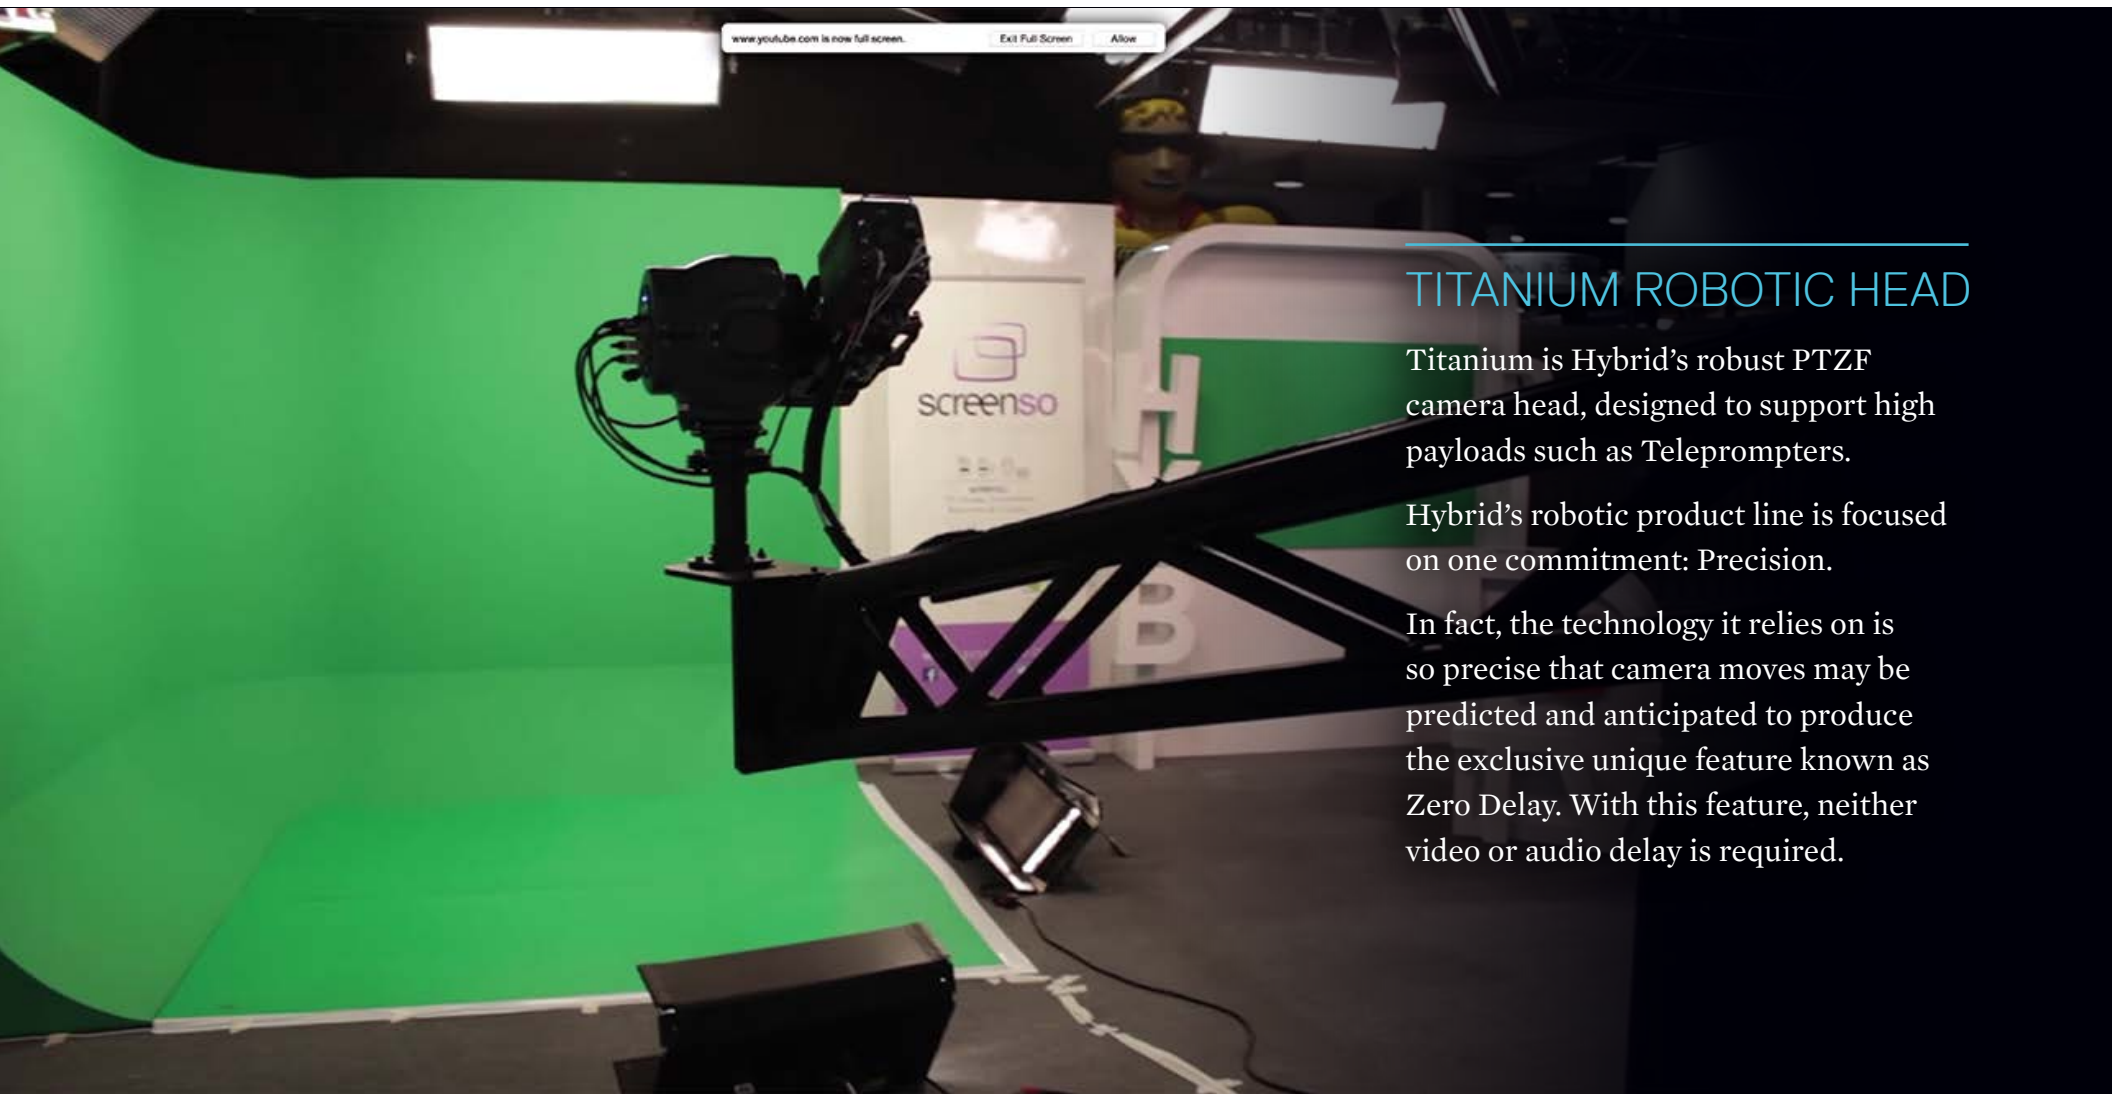 www.youtube.com is now full screen.
Exit Full Screen
Allow
screenso
H
Y
B
TITANIUM ROBOTIC HEAD
Titanium is Hybrid’s robust PTZF
camera head, designed to support high
payloads such as Teleprompters.
Hybrid’s robotic product line is focused
on one commitment: Precision.
In fact, the technology it relies on is
so precise that camera moves may be
predicted and anticipated to produce
the exclusive unique feature known as
Zero Delay. With this feature, neither
video or audio delay is required.